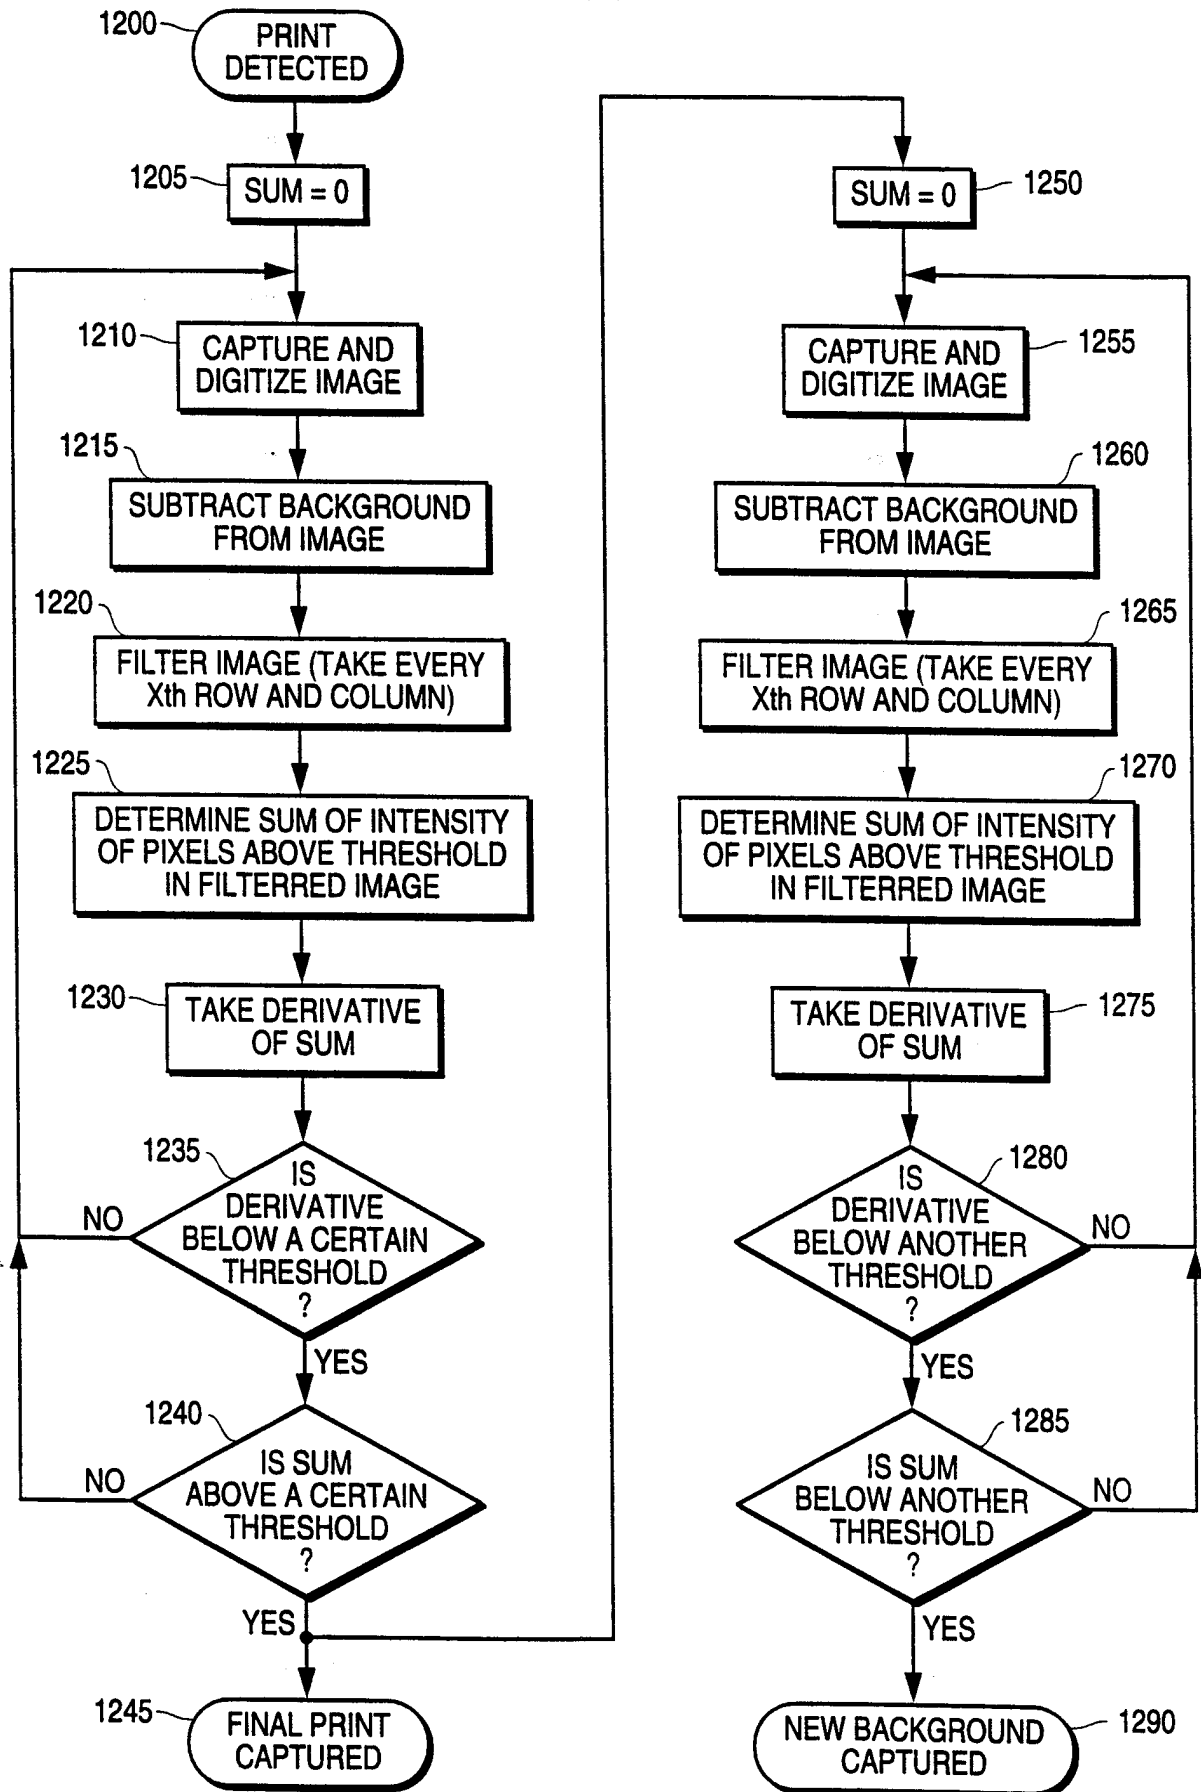 1200
PRINT
DETECTED
1205
SUM = 0
1210
CAPTURE AND
DIGITIZE IMAGE
1215
SUBTRACT BACKGROUND
FROM IMAGE
1220
FILTER IMAGE (TAKE EVERY
Xth ROW AND COLUMN)
1225
DETERMINE SUM OF INTENSITY
OF PIXELS ABOVE THRESHOLD
IN FILTERRED IMAGE
1230
TAKE DERIVATIVE
OF SUM
1235
IS
DERIVATIVE
BELOW A CERTAIN
THRESHOLD
?
NO
YES
1240
IS SUM
ABOVE A CERTAIN
THRESHOLD
?
NO
YES
1245
FINAL PRINT
CAPTURED
SUM = 0
1250
CAPTURE AND
DIGITIZE IMAGE
1255
SUBTRACT BACKGROUND
FROM IMAGE
1260
FILTER IMAGE (TAKE EVERY
Xth ROW AND COLUMN)
1265
DETERMINE SUM OF INTENSITY
OF PIXELS ABOVE THRESHOLD
IN FILTERRED IMAGE
1270
TAKE DERIVATIVE
OF SUM
1275
IS
DERIVATIVE
BELOW ANOTHER
THRESHOLD
?
1280
NO
YES
IS SUM
BELOW ANOTHER
THRESHOLD
?
1285
NO
YES
NEW BACKGROUND
CAPTURED
1290